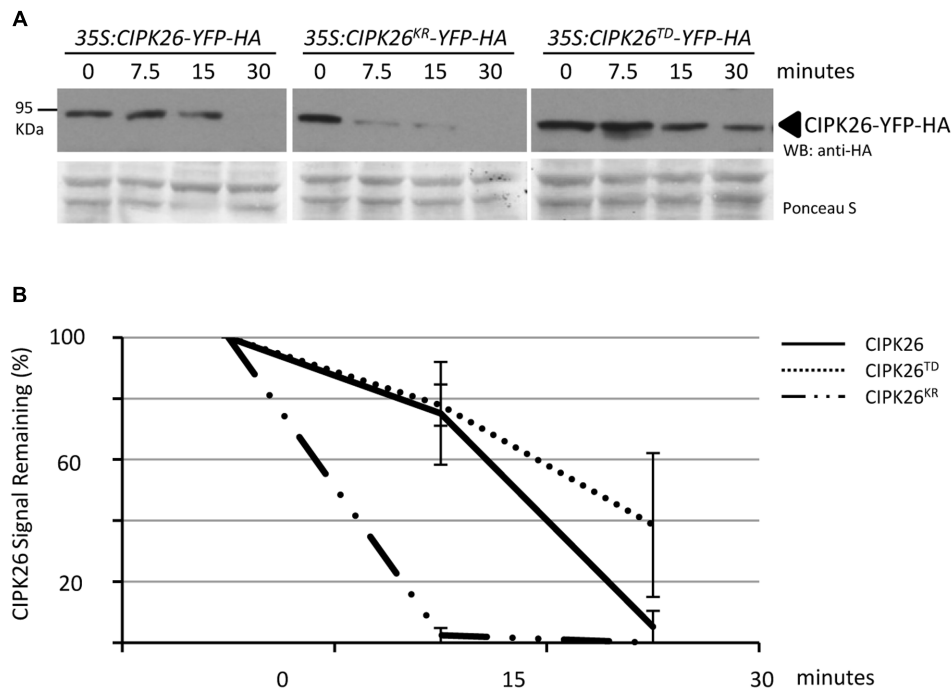 A
35S:CIPK26-YFP-HA 35S:CIPK26ᴷᴿ-YFP-HA 35S:CIPK26ᵀᴰ-YFP-HA
0 7.5 15 30 0 7.5 15 30 0 7.5 15 30 minutes
95
KDa
CIPK26-YFP-HA
WB: anti-HA
Ponceau S
B
CIPK26 Signal Remaining (%)
100
60
20
0 15 30 minutes
CIPK26
CIPK26ᵀᴰ
CIPK26ᴷᴿ